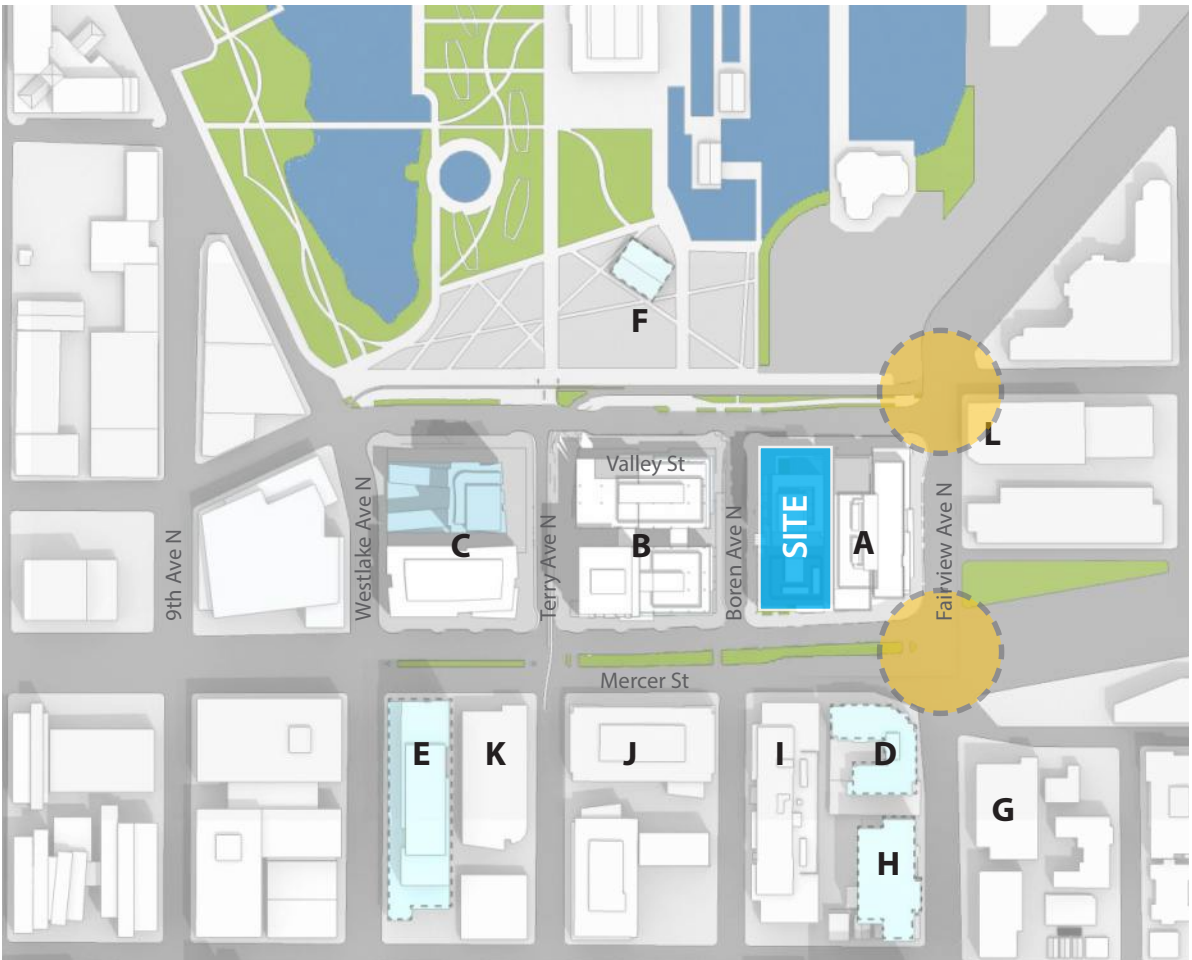 F
L
Valley St
SITE
A
B
C
9th Ave N
Westlake Ave N
Terry Ave N
Boren Ave N
Fairview Ave N
Mercer St
E
K
J
I
D
G
H